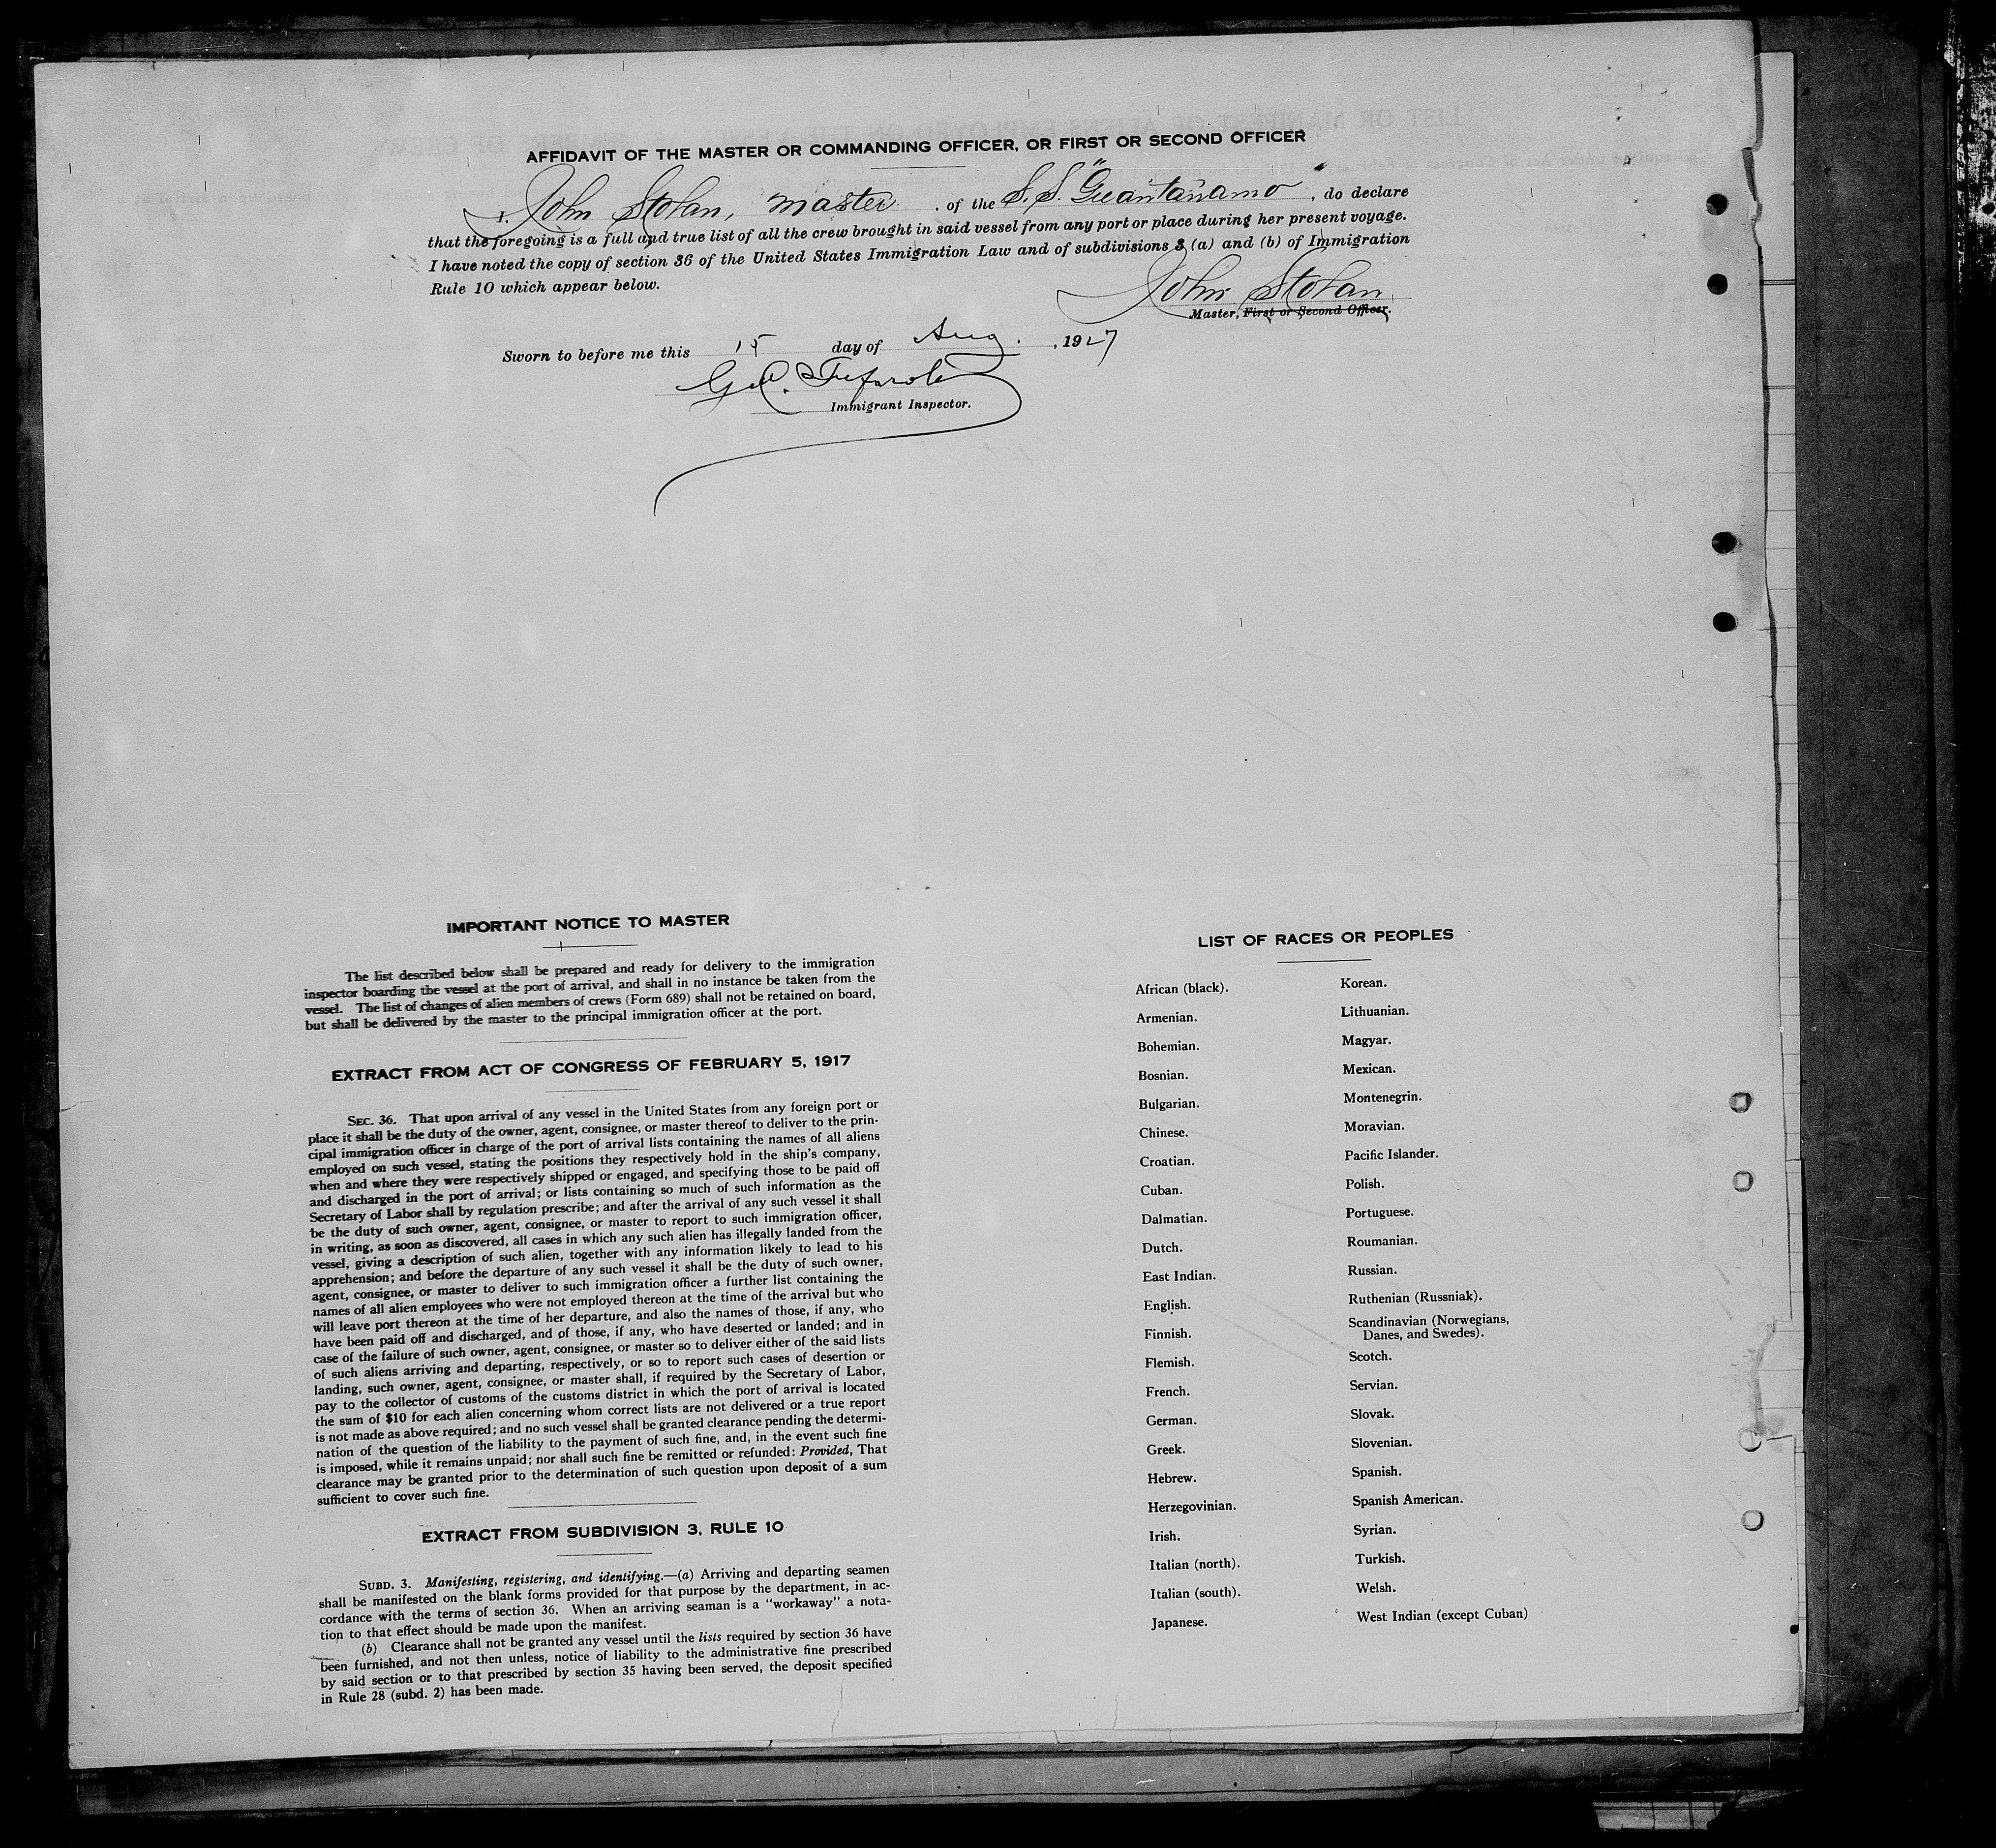 AFFIDAVIT OF THE MASTER OR COMMANDING OFFICER, OR FIRST OR SECOND OFFICER
I, John Stolan, master, of the S.S. "Guantanamo", do declare
that the foregoing is a full and true list of all the crew brought in said vessel from any port or place during her present voyage.
I have noted the copy of section 36 of the United States Immigration Law and of subdivisions 3 (a) and (b) of Immigration
Rule 10 which appear below.
John Stolan
Master, First or Second Officer.
Sworn to before me this 15 day of Aug. , 1927
Immigrant Inspector.
IMPORTANT NOTICE TO MASTER
The list described below shall be prepared and ready for delivery to the immigration
inspector boarding the vessel at the port of arrival, and shall in no instance be taken from the
vessel. The list of changes of alien members of crews (Form 689) shall not be retained on board,
but shall be delivered by the master to the principal immigration officer at the port.
EXTRACT FROM ACT OF CONGRESS OF FEBRUARY 5, 1917
SEC. 36. That upon arrival of any vessel in the United States from any foreign port or
place it shall be the duty of the owner, agent, consignee, or master thereof to deliver to the prin-
cipal immigration officer in charge of the port of arrival lists containing the names of all aliens
employed on such vessel, stating the positions they respectively hold in the ship's company,
when and where they were respectively shipped or engaged, and specifying those to be paid off
and discharged in the port of arrival; or lists containing so much of such information as the
Secretary of Labor shall by regulation prescribe; and after the arrival of any such vessel it shall
be the duty of such owner, agent, consignee, or master to report to such immigration officer,
in writing, as soon as discovered, all cases in which any such alien has illegally landed from the
vessel, giving a description of such alien, together with any information likely to lead to his
apprehension; and before the departure of any such vessel it shall be the duty of such owner,
agent, consignee, or master to deliver to such immigration officer a further list containing the
names of all alien employees who were not employed thereon at the time of the arrival but who
will leave port thereon at the time of her departure, and also the names of those, if any, who
have been paid off and discharged, and of those, if any, who have deserted or landed; and in
case of the failure of such owner, agent, consignee, or master so to deliver either of the said lists
of such aliens arriving and departing, respectively, or so to report such cases of desertion or
landing, such owner, agent, consignee, or master shall, if required by the Secretary of Labor,
pay to the collector of customs of the customs district in which the port of arrival is located
the sum of $10 for each alien concerning whom correct lists are not delivered or a true report
is not made as above required; and no such vessel shall be granted clearance pending the determi-
nation of the question of the liability to the payment of such fine, and, in the event such fine
is imposed, while it remains unpaid; nor shall such fine be remitted or refunded: Provided, That
clearance may be granted prior to the determination of such question upon deposit of a sum
sufficient to cover such fine.
EXTRACT FROM SUBDIVISION 3, RULE 10
SUBD. 3. Manifesting, registering, and identifying.—(a) Arriving and departing seamen
shall be manifested on the blank forms provided for that purpose by the department, in ac-
cordance with the terms of section 36. When an arriving seaman is a "workaway" a nota-
tion to that effect should be made upon the manifest.
(b) Clearance shall not be granted any vessel until the lists required by section 36 have
been furnished, and not then unless, notice of liability to the administrative fine prescribed
by said section or to that prescribed by section 35 having been served, the deposit specified
in Rule 28 (subd. 2) has been made.
LIST OF RACES OR PEOPLES
African (black).
Armenian.
Bohemian.
Bosnian.
Bulgarian.
Chinese.
Croatian.
Cuban.
Dalmatian.
Dutch.
East Indian.
English.
Finnish.
Flemish.
French.
German.
Greek.
Hebrew.
Herzegovinian.
Irish.
Italian (north).
Italian (south).
Japanese.
Korean.
Lithuanian.
Magyar.
Mexican.
Montenegrin.
Moravian.
Pacific Islander.
Polish.
Portuguese.
Roumanian.
Russian.
Ruthenian (Russniak).
Scandinavian (Norwegians,
Danes, and Swedes).
Scotch.
Servian.
Slovak.
Slovenian.
Spanish.
Spanish American.
Syrian.
Turkish.
Welsh.
West Indian (except Cuban)